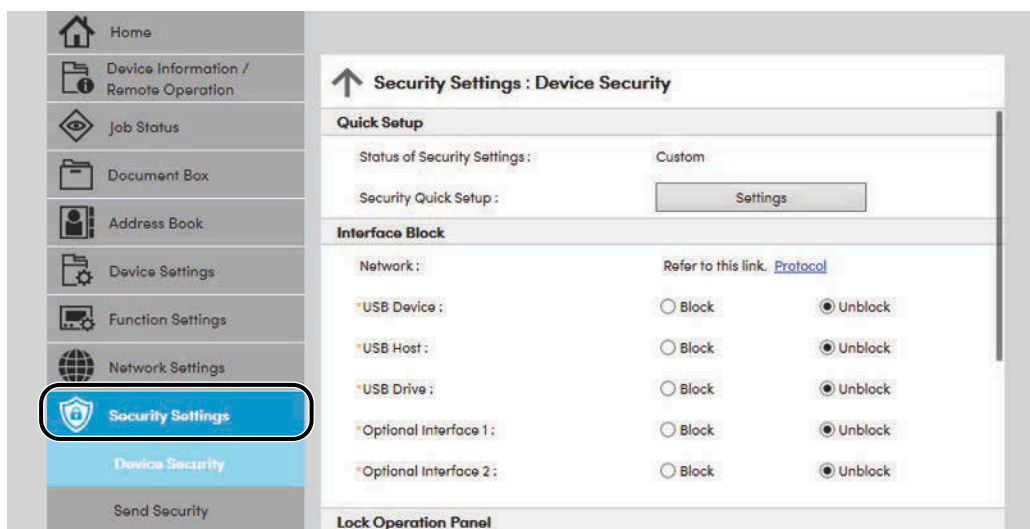 Home
Device Information /
Remote Operation
Job Status
Document Box
Address Book
Device Settings
Function Settings
Network Settings
Security Settings
Device Security
Send Security
Security Settings : Device Security
Quick Setup
Status of Security Settings : Custom
Security Quick Setup : Settings
Interface Block
Network : Refer to this link. Protocol
*USB Device : Block Unblock
*USB Host : Block Unblock
*USB Drive : Block Unblock
*Optional Interface 1 : Block Unblock
*Optional Interface 2 : Block Unblock
Lock Operation Panel